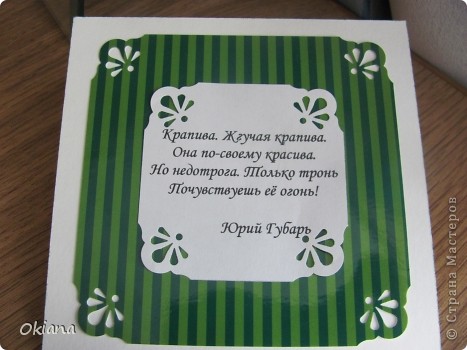 Крапива. Жгучая крапива.
Она по-своему красива.
Но недотрога. Только тронь
Почувствуешь её огонь!
Юрий Губарь
Okiana
© Страна Мастеров